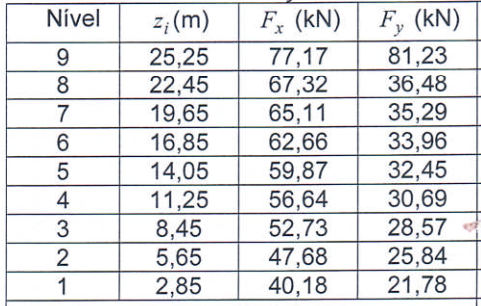 Nível z_i (m) F_x (kN) F_y (kN)
9 25,25 77,17 81,23
8 22,45 67,32 36,48
7 19,65 65,11 35,29
6 16,85 62,66 33,96
5 14,05 59,87 32,45
4 11,25 56,64 30,69
3 8,45 52,73 28,57
2 5,65 47,68 25,84
1 2,85 40,18 21,78